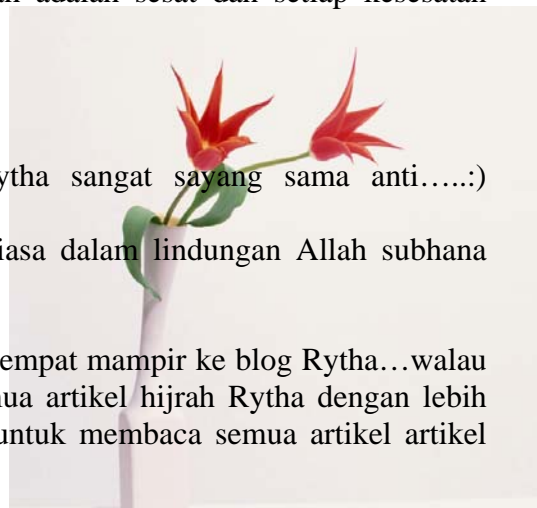 adalah sesat dan setiap kesesatan
ytha sangat sayang sama anti…..:)
iasa dalam lindungan Allah subhana
empat mampir ke blog Rytha…walau
ua artikel hijrah Rytha dengan lebih
untuk membaca semua artikel artikel